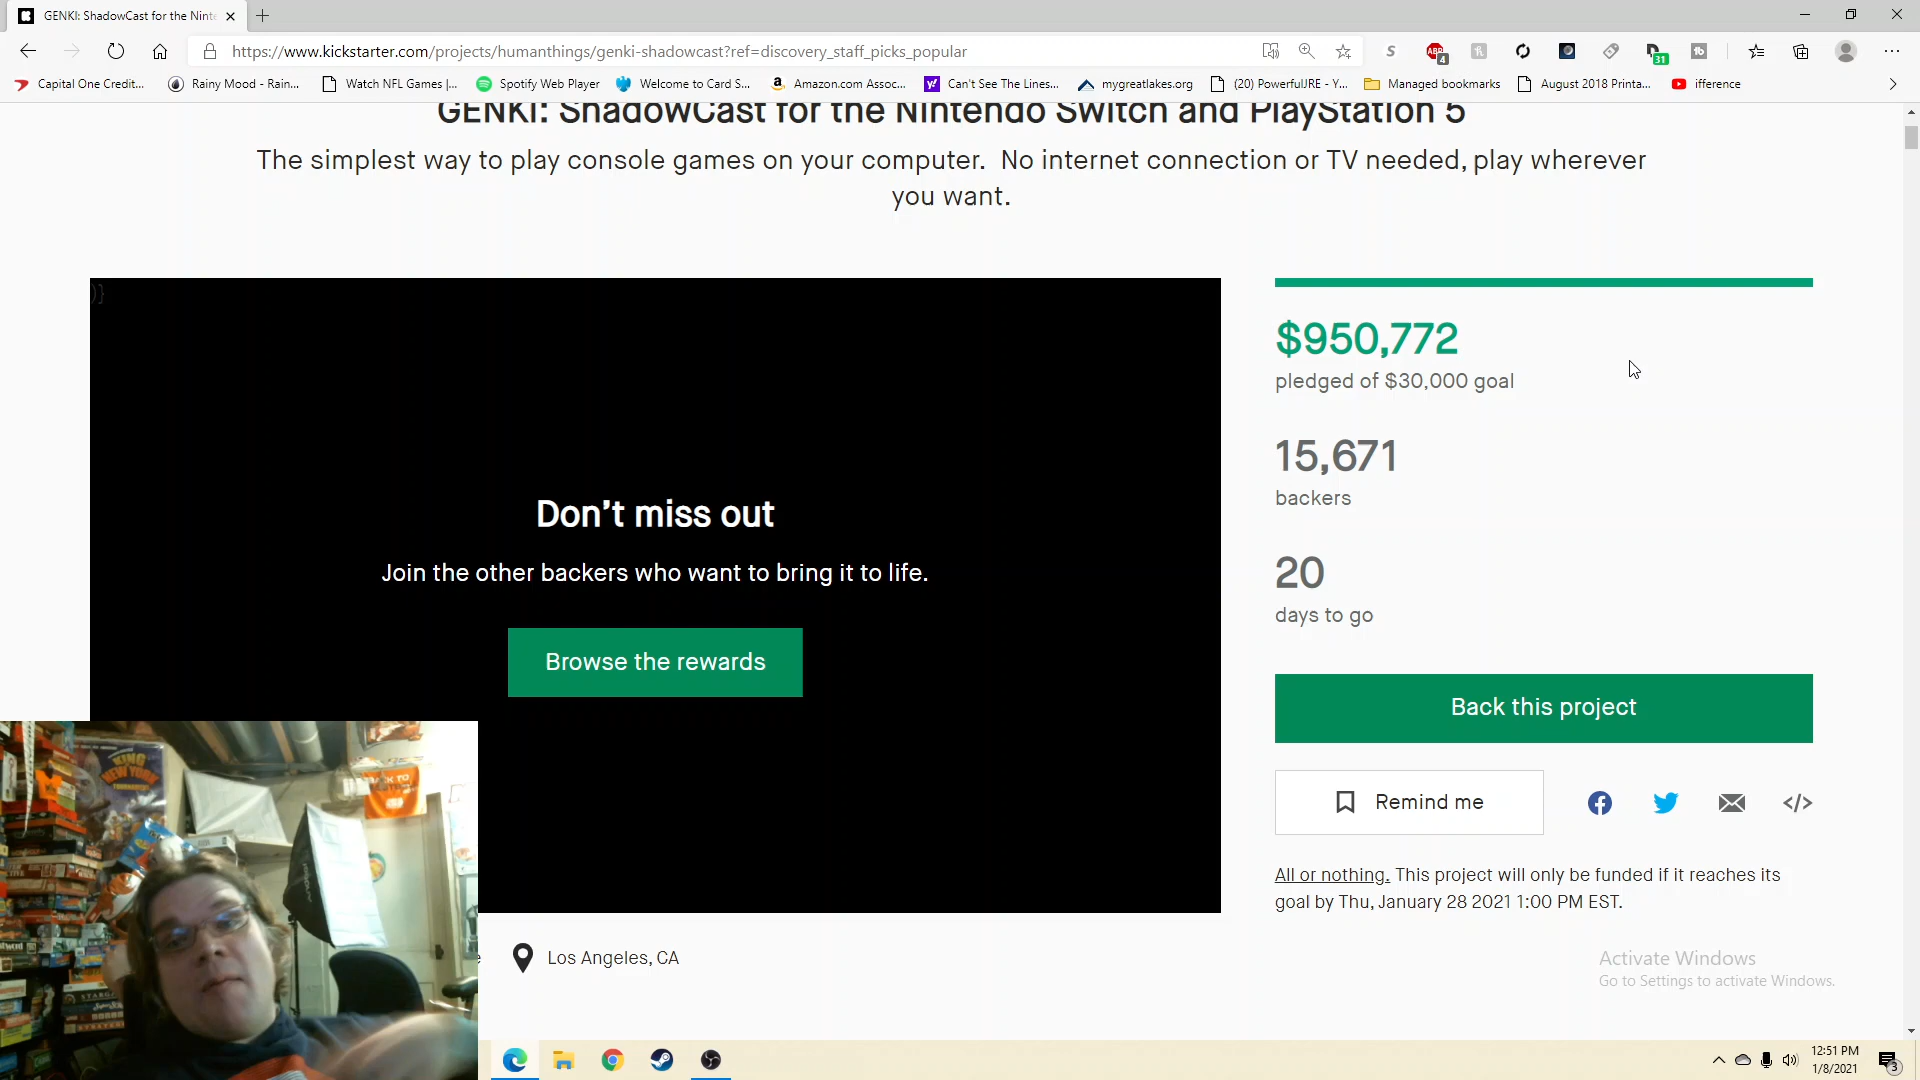 GENKI: ShadowCast for the Ninte
https://www.kickstarter.com/projects/humanthings/genki-shadowcast?ref=discovery_staff_picks_popular
Capital One Credit...
Rainy Mood - Rain...
Watch NFL Games |...
Spotify Web Player
Welcome to Card S...
Amazon.com Assoc...
Can't See The Lines...
mygreatlakes.org
(20) PowerfulJRE - Y...
Managed bookmarks
August 2018 Printa...
ifference
GENKI: ShadowCast for the Nintendo Switch and PlayStation 5
The simplest way to play console games on your computer. No internet connection or TV needed, play wherever
you want.
)}
$950,772
pledged of $30,000 goal
15,671
backers
20
days to go
Don't miss out
Join the other backers who want to bring it to life.
Browse the rewards
Back this project
Remind me
All or nothing. This project will only be funded if it reaches its
goal by Thu, January 28 2021 1:00 PM EST.
Los Angeles, CA
Activate Windows
Go to Settings to activate Windows.
KING
NEW YORK
12:51 PM
1/8/2021
3